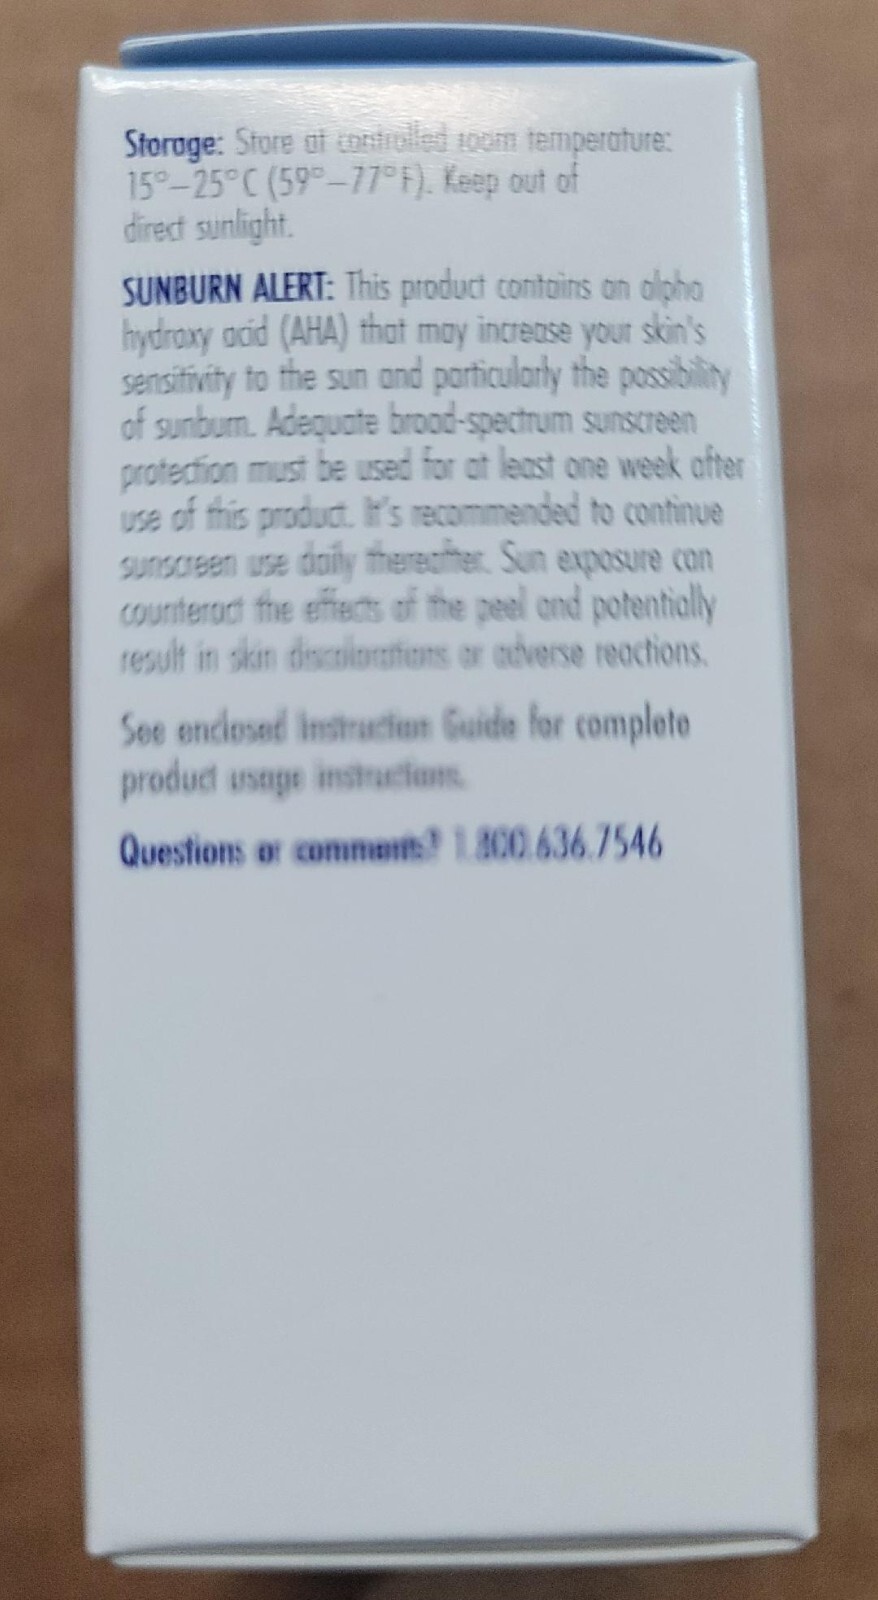 Storage: Store at controlled room temperature:
15°–25°C (59°–77°F). Keep out of
direct sunlight.
SUNBURN ALERT: This product contains an alpha
hydroxy acid (AHA) that may increase your skin's
sensitivity to the sun and particularly the possibility
of sunburn. Adequate broad-spectrum sunscreen
protection must be used for at least one week after
use of this product. It's recommended to continue
sunscreen use daily thereafter. Sun exposure can
counteract the effects of the peel and potentially
result in skin discolorations or adverse reactions.
See enclosed Instruction Guide for complete
product usage instructions.
Questions or comments? 1.800.636.7546